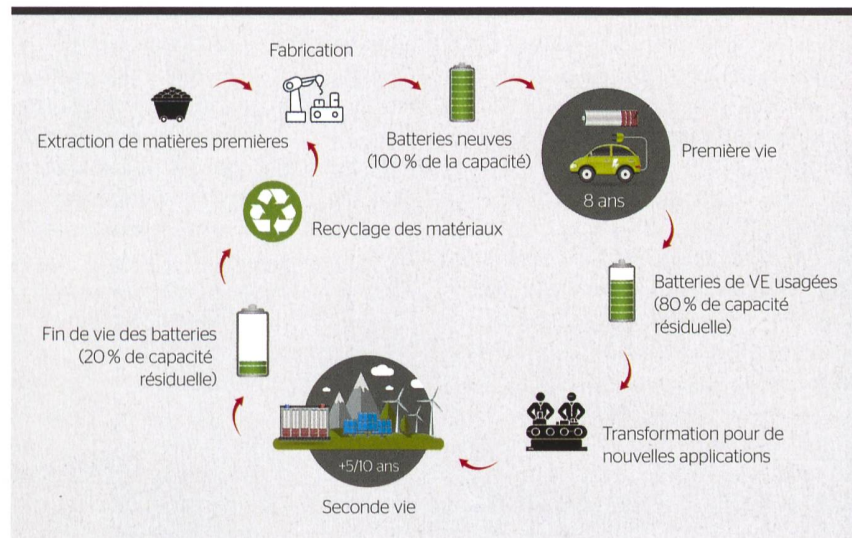 Fabrication
Extraction de matières premières
Batteries neuves
(100 % de la capacité)
Première vie
8 ans
Recyclage des matériaux
Batteries de VE usagées
(80 % de capacité
résiduelle)
Fin de vie des batteries
(20 % de capacité
résiduelle)
Transformation pour de
nouvelles applications
+5/10 ans
Seconde vie